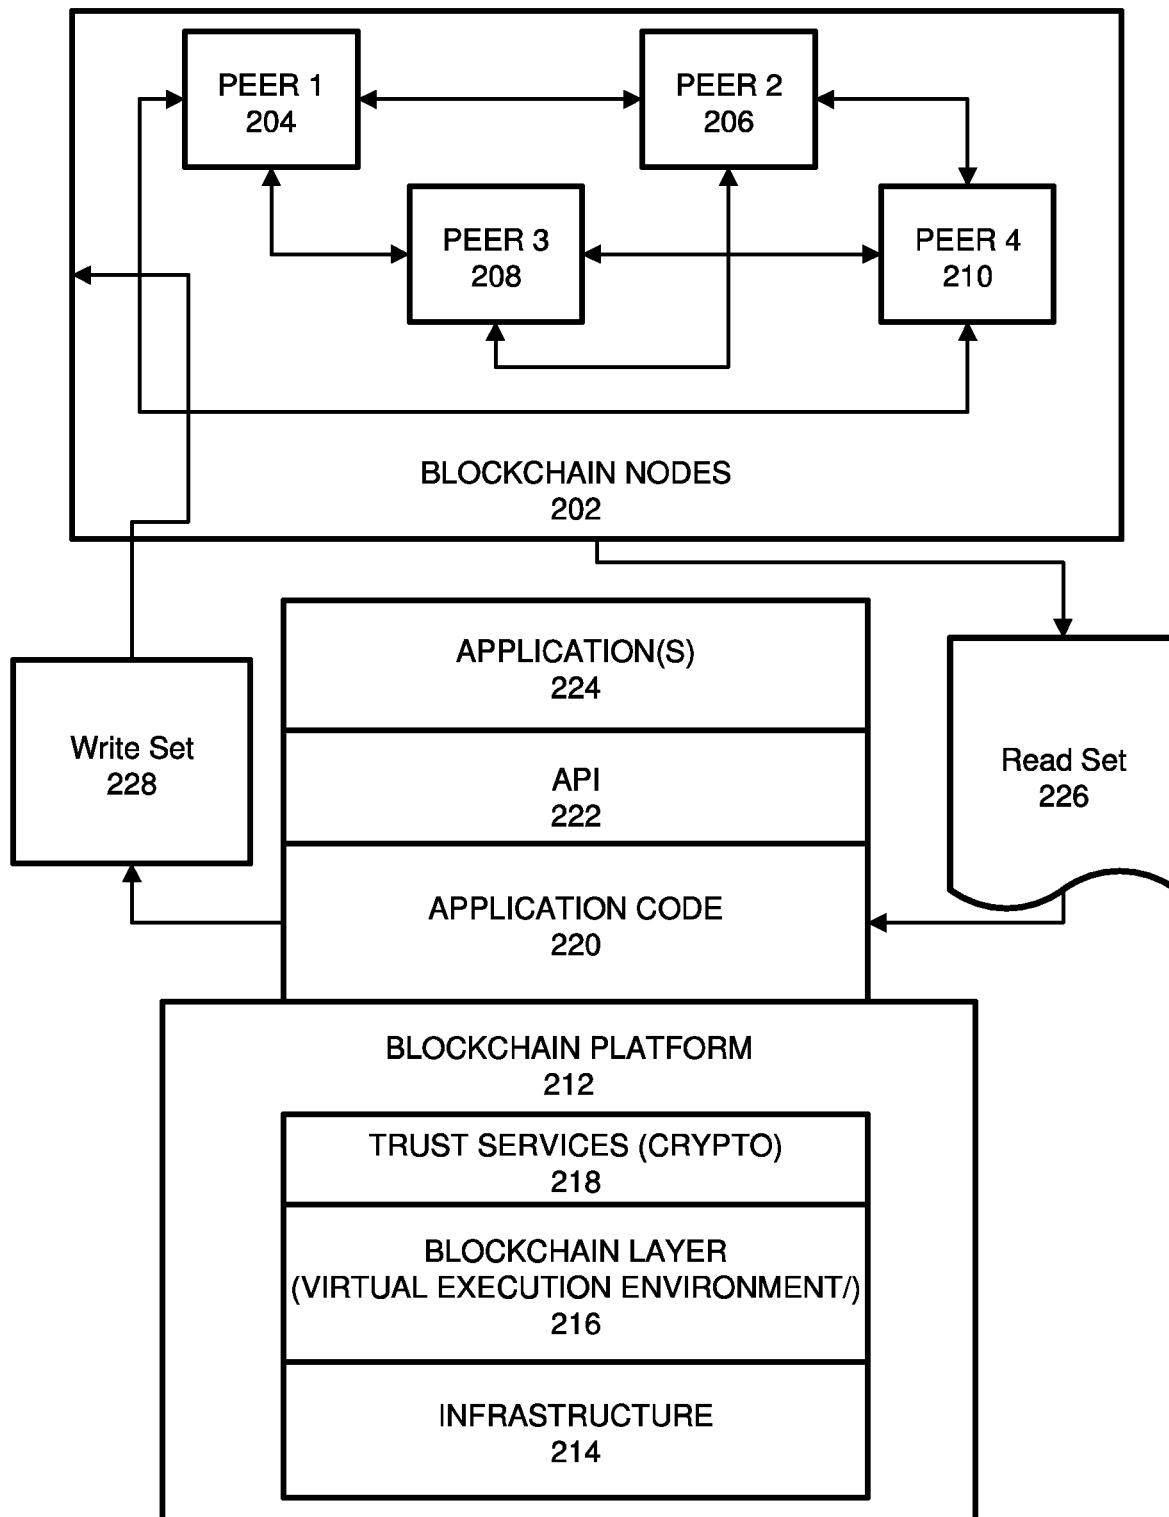 PEER 1
204
PEER 2
206
PEER 3
208
PEER 4
210
BLOCKCHAIN NODES
202
APPLICATION(S)
224
Write Set
228
API
222
Read Set
226
APPLICATION CODE
220
BLOCKCHAIN PLATFORM
212
TRUST SERVICES (CRYPTO)
218
BLOCKCHAIN LAYER
(VIRTUAL EXECUTION ENVIRONMENT/)
216
INFRASTRUCTURE
214